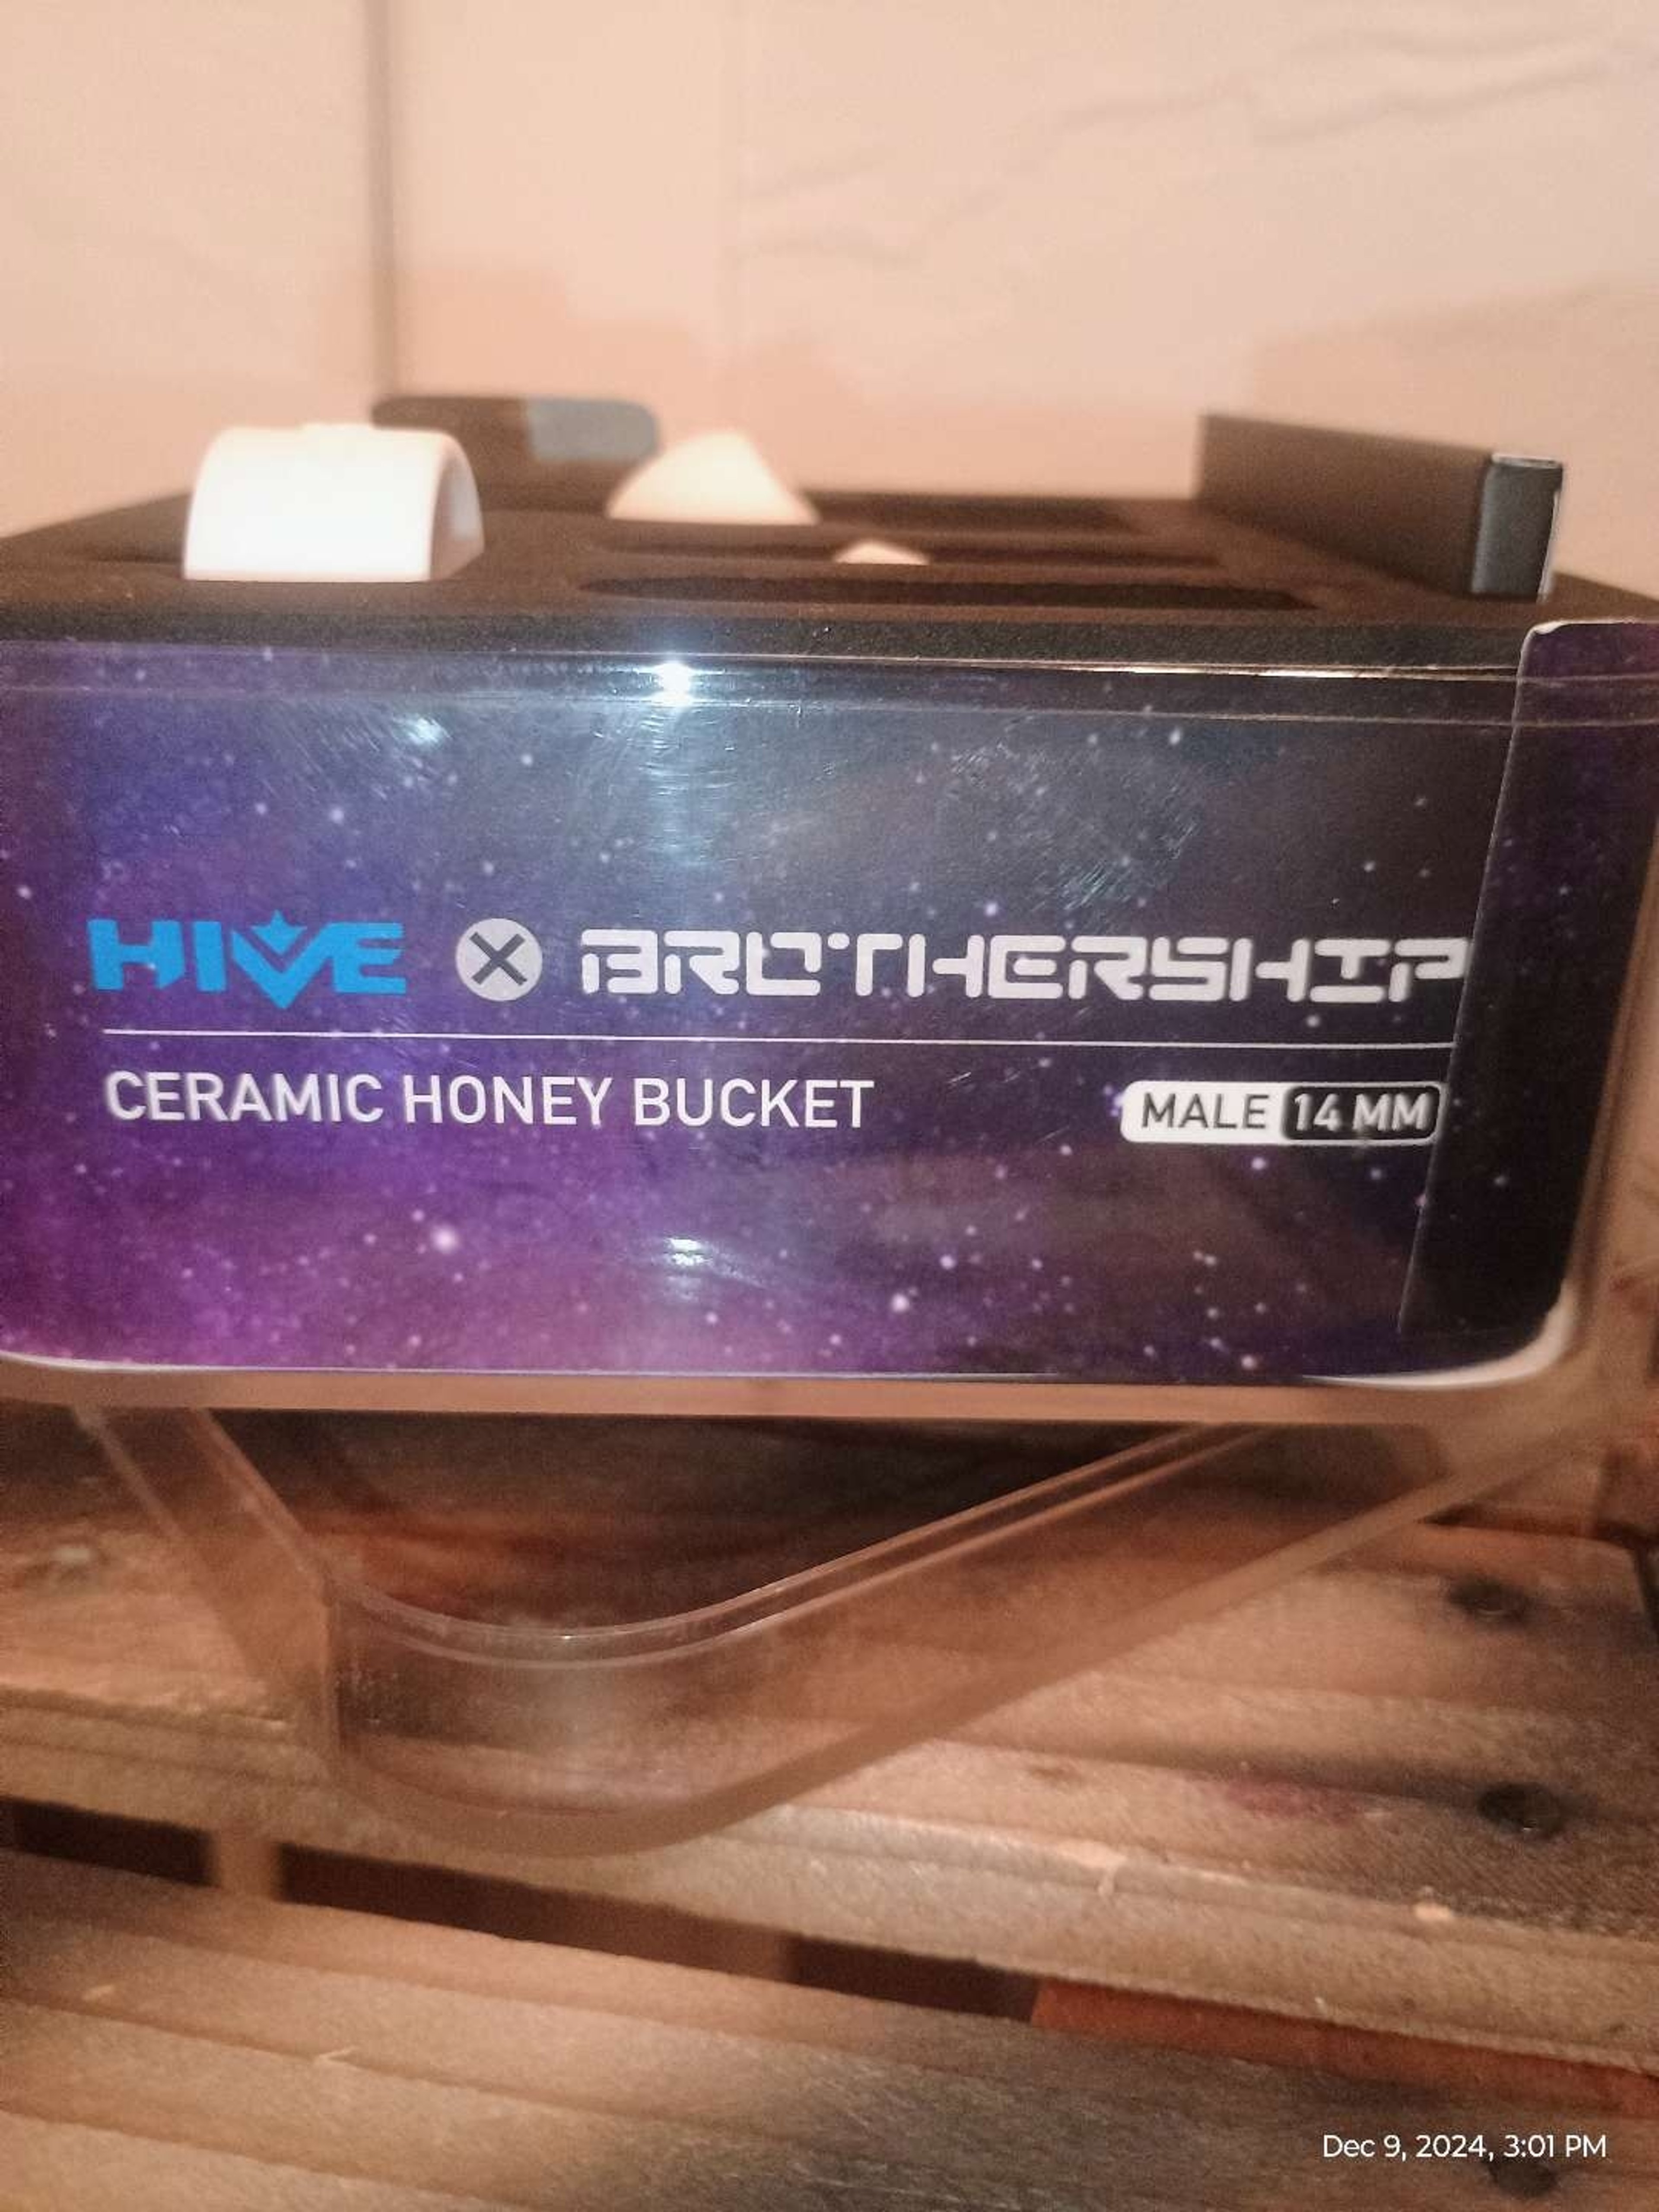 HIVE X BROTHERSHIP
CERAMIC HONEY BUCKET MALE 14 MM
Dec 9, 2024, 3:01 PM